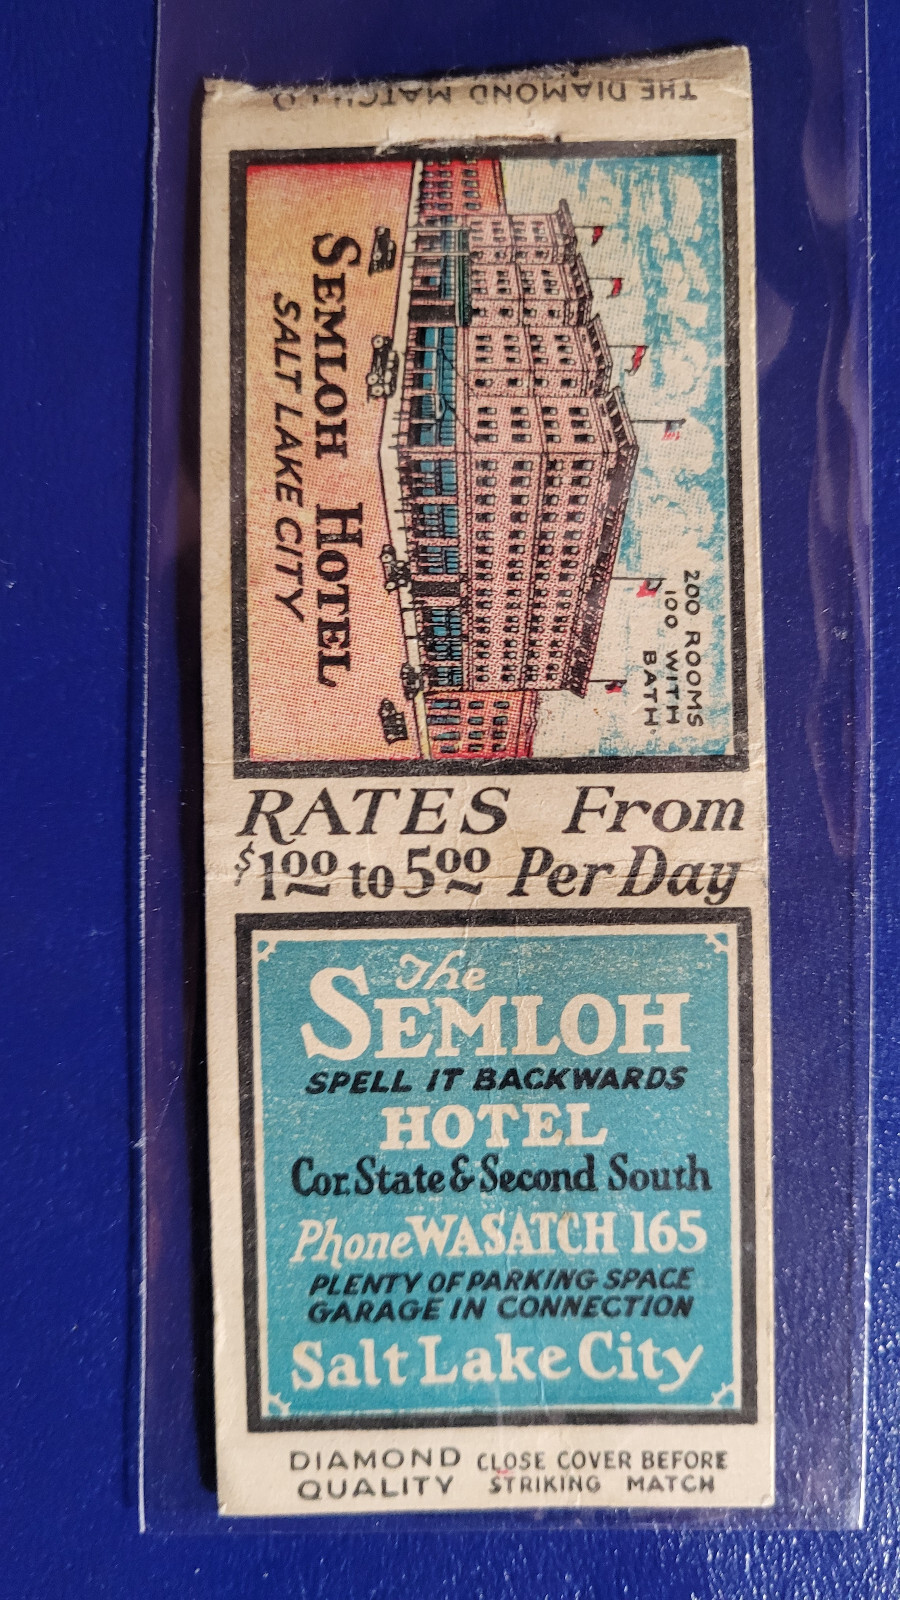 THE DIAMOND MATCH CO
200 ROOMS
100 WITH
BATH.
SEMLOH HOTEL
SALT LAKE CITY
RATES From
$1.00 to 5.00 Per Day
The
SEMLOH
SPELL IT BACKWARDS
HOTEL
Cor. State & Second South
Phone WASATCH 165
PLENTY OF PARKING SPACE
GARAGE IN CONNECTION
Salt Lake City
DIAMOND
QUALITY
CLOSE COVER BEFORE
STRIKING MATCH